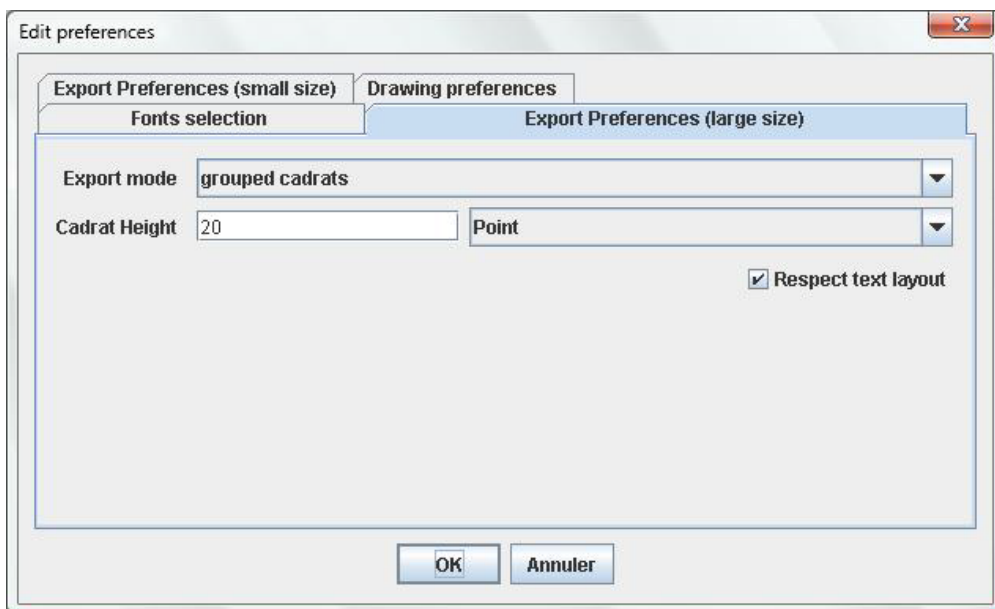 Edit preferences
Export Preferences (small size) Drawing preferences
Fonts selection Export Preferences (large size)
Export mode grouped cadrats
Cadrat Height 20 Point
Respect text layout
OK Annuler